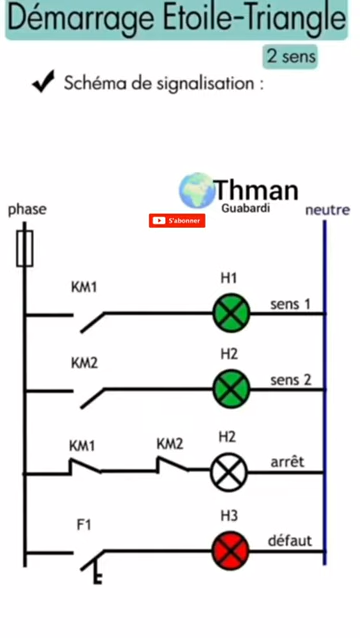 Démarrage Etoile-Triangle
2 sens
✔ Schéma de signalisation :
Thman
Guabardi
S'abonner
phase
neutre
KM1
H1
sens 1
KM2
H2
sens 2
KM1
KM2
H2
arrêt
F1
H3
défaut